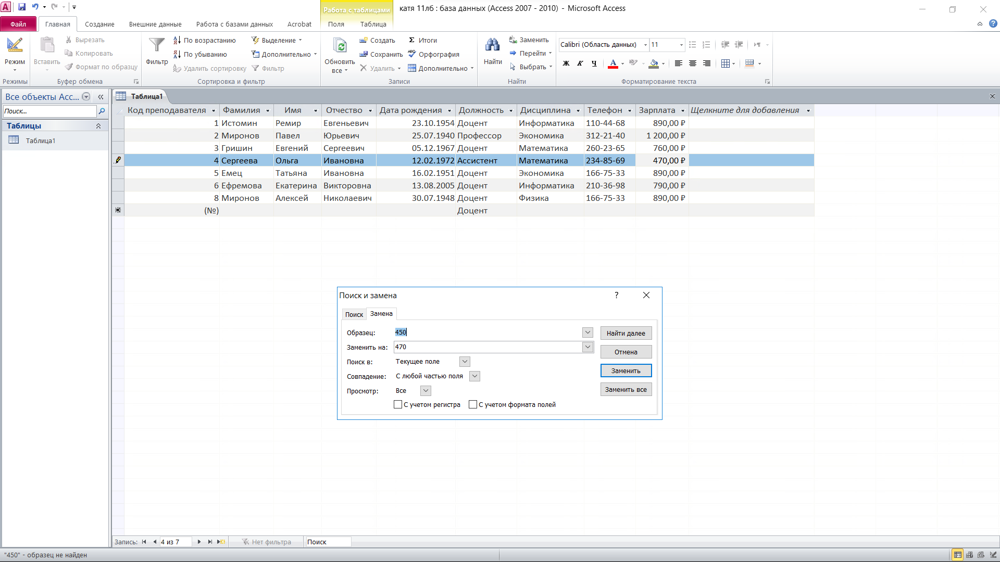 Работа с таблицами
катя 11лб : база данных (Access 2007 - 2010) - Microsoft Access
Файл Главная Создание Внешние данные Работа с базами данных Acrobat Поля Таблица
Режим
Режимы
Вставить
Вырезать
Копировать
Формат по образцу
Буфер обмена
Фильтр
По возрастанию
По убыванию
Удалить сортировку
Выделение
Дополнительно
Фильтр
Сортировка и фильтр
Обновить
все
Создать
Сохранить
Удалить
Итоги
Орфография
Дополнительно
Записи
Найти
Заменить
Перейти
Выбрать
Найти
Calibri (Область данных) 11
Ж К Ч
Форматирование текста
Все объекты Acc...
Поиск...
Таблицы
Таблица1
Таблица1
Код преподавателя Фамилия Имя Отчество Дата рождения Должность Дисциплина Телефон Зарплата Щелкните для добавления
1 Истомин Ремир Евгеньевич 23.10.1954 Доцент Информатика 110-44-68 890,00 ₽
2 Миронов Павел Юрьевич 25.07.1940 Профессор Экономика 312-21-40 1 200,00 ₽
3 Гришин Евгений Сергеевич 05.12.1967 Доцент Математика 260-23-65 760,00 ₽
4 Сергеева Ольга Ивановна 12.02.1972 Ассистент Математика 234-85-69 470,00 ₽
5 Емец Татьяна Ивановна 16.02.1951 Доцент Экономика 166-75-33 890,00 ₽
6 Ефремова Екатерина Викторовна 13.08.2005 Доцент Информатика 210-36-98 790,00 ₽
8 Миронов Алексей Николаевич 30.07.1948 Доцент Физика 166-75-33 890,00 ₽
(№) Доцент
Поиск и замена ?
Поиск Замена
Образец: 450 Найти далее
Заменить на: 470
Отмена
Поиск в: Текущее поле
Заменить
Совпадение: С любой частью поля
Просмотр: Все Заменить все
С учетом регистра С учетом формата полей
Запись: 4 из 7 Нет фильтра Поиск
"450" - образец не найден